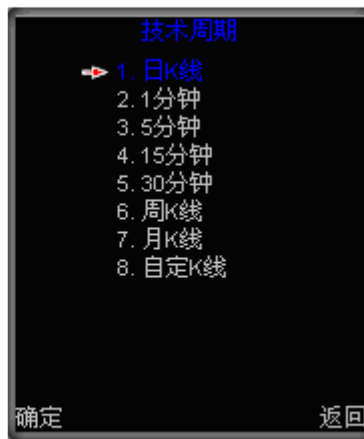 技术周期
1. 日K线
2. 1分钟
3. 5分钟
4. 15分钟
5. 30分钟
6. 周K线
7. 月K线
8. 自定K线
确定 返回